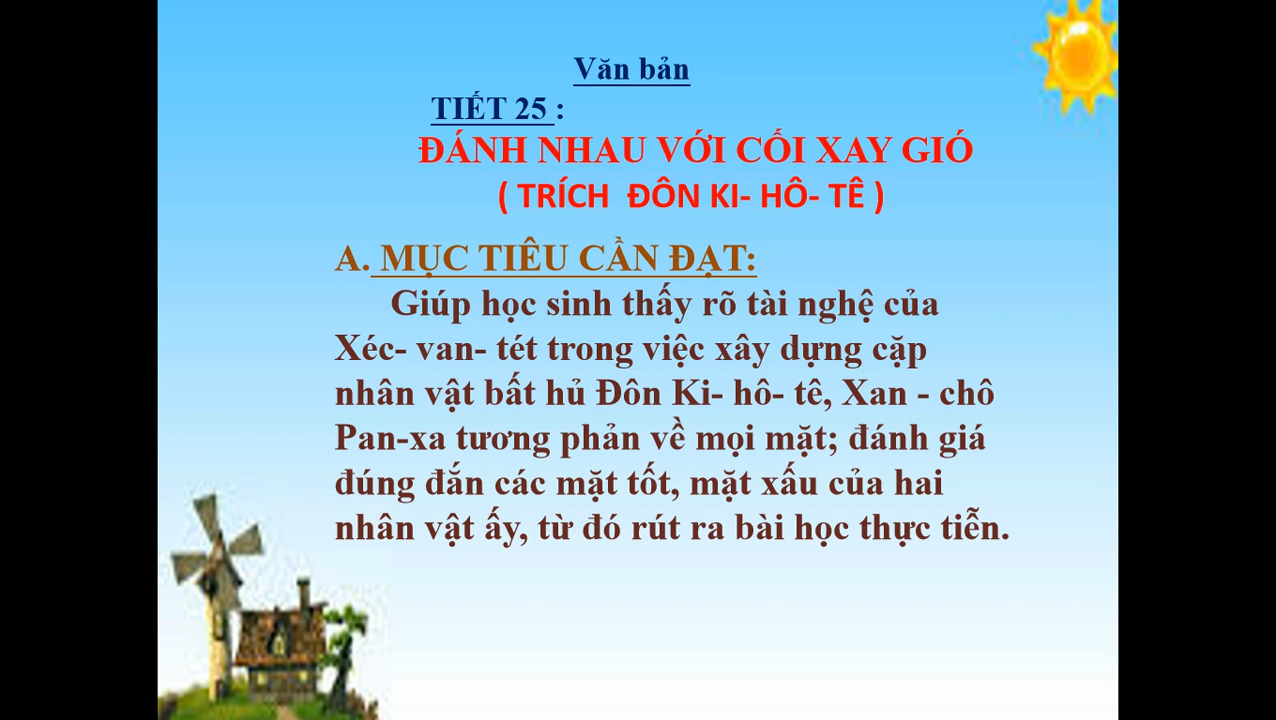 Văn bản
TIẾT 25 :
ĐÁNH NHAU VỚI CỐI XAY GIÓ
( TRÍCH ĐÔN KI- HÔ- TÊ )
A. MỤC TIÊU CẦN ĐẠT:
Giúp học sinh thấy rõ tài nghệ của
Xéc- van- tét trong việc xây dựng cặp
nhân vật bất hủ Đôn Ki- hô- tê, Xan - chô
Pan-xa tương phản về mọi mặt; đánh giá
đúng đắn các mặt tốt, mặt xấu của hai
nhân vật ấy, từ đó rút ra bài học thực tiễn.